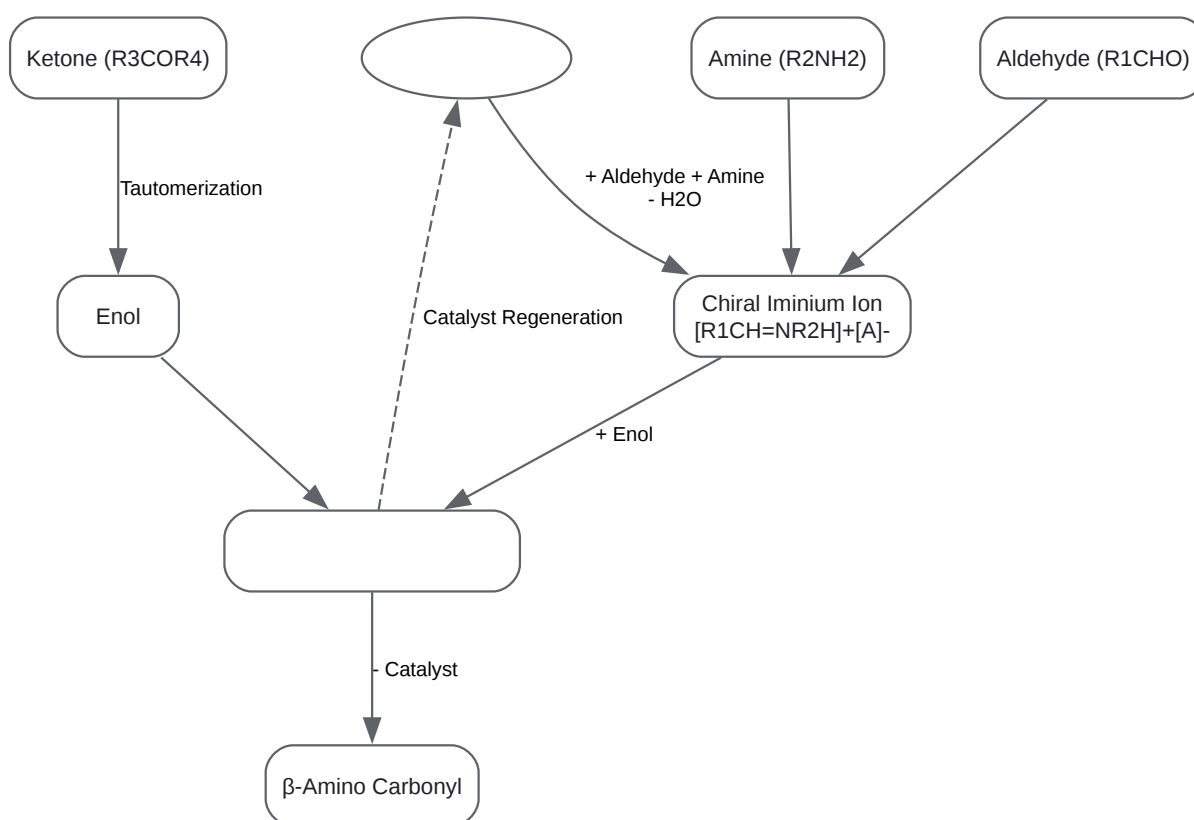 Ketone (R3COR4)
Amine (R2NH2)
Aldehyde (R1CHO)
Tautomerization
+ Aldehyde + Amine
- H2O
Enol
Catalyst Regeneration
Chiral Iminium Ion
[R1CH=NR2H]+[A]-
+ Enol
- Catalyst
β-Amino Carbonyl